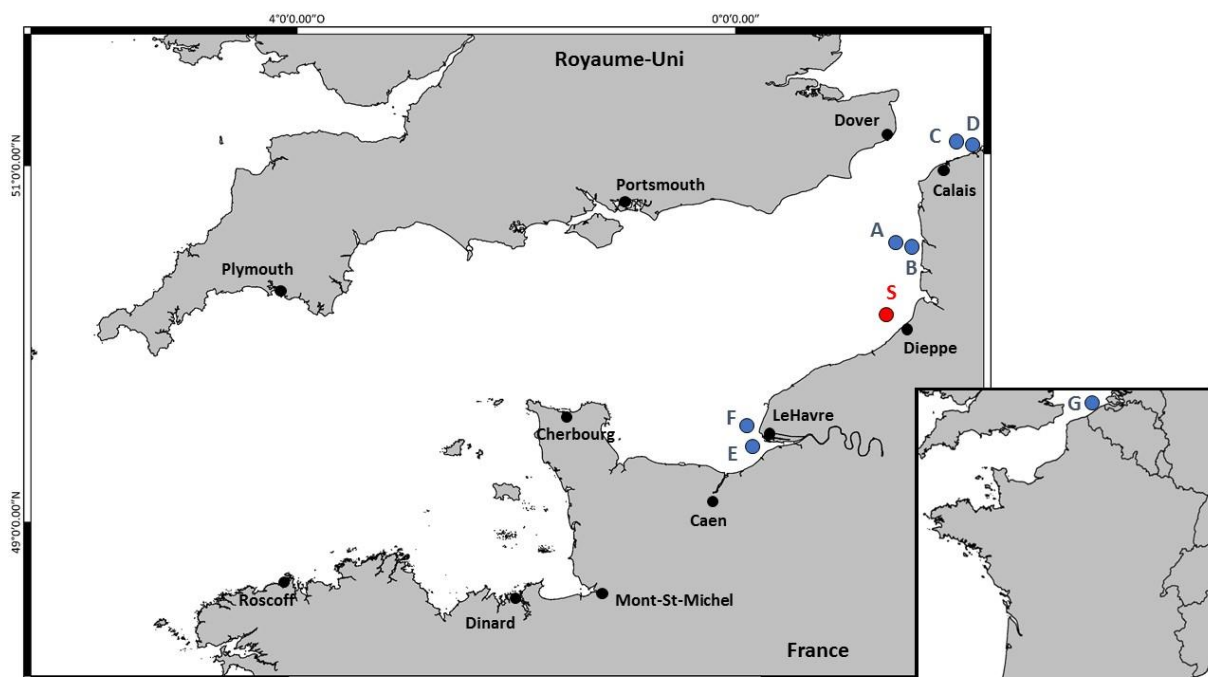 4°0'0.00"O
0°0'0.00"
Royaume-Uni
Dover
C
D
51°0'0.00"N
Calais
Portsmouth
A
B
Plymouth
S
Dieppe
G
F
LeHavre
Cherbourg
E
49°0'0.00"N
Caen
Roscoff
Mont-St-Michel
Dinard
France